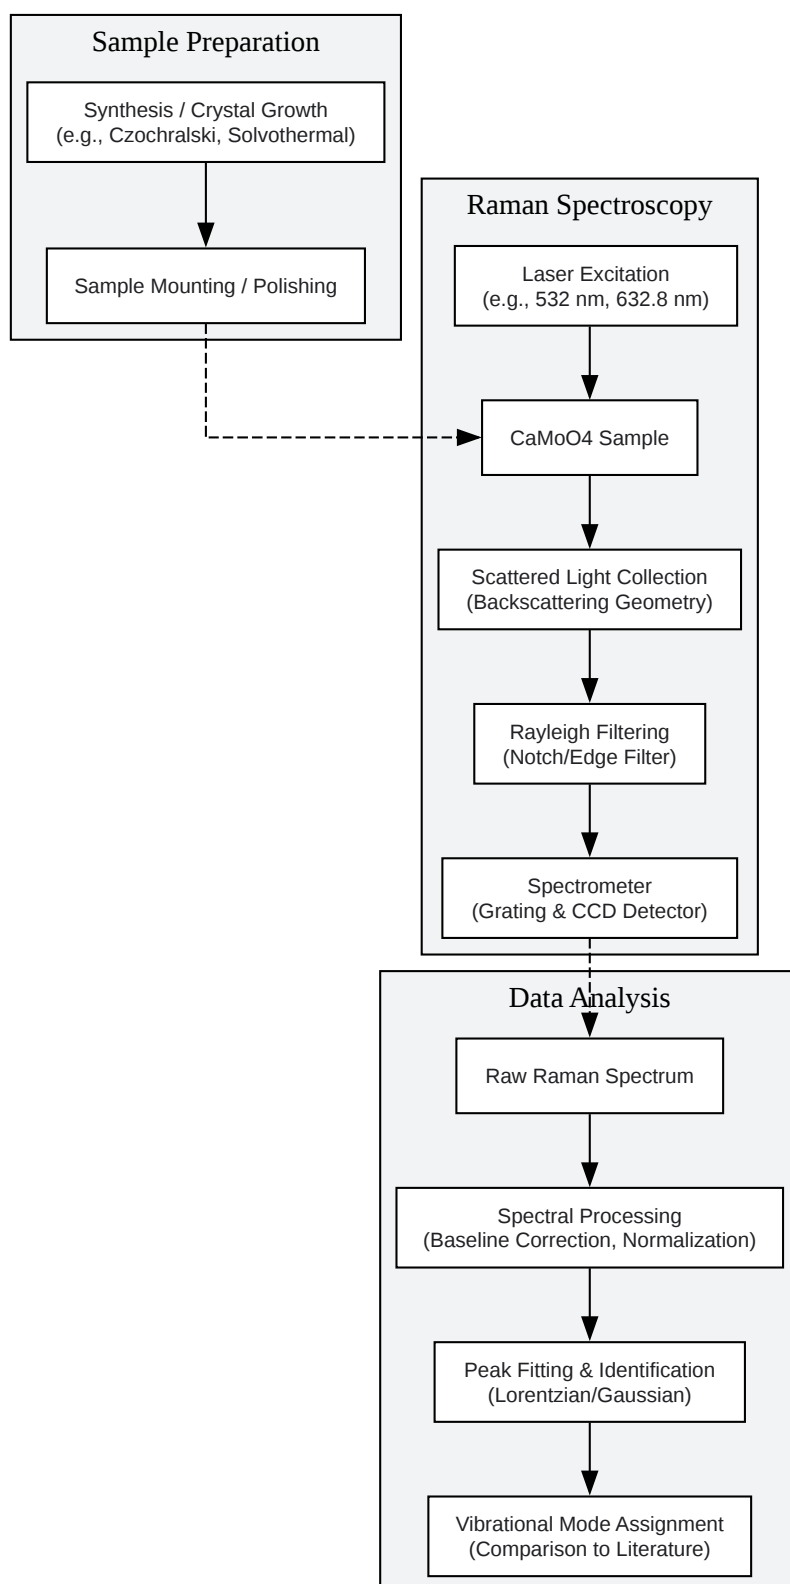 Sample Preparation
Synthesis / Crystal Growth
(e.g., Czochralski, Solvothermal)
Sample Mounting / Polishing
Raman Spectroscopy
Laser Excitation
(e.g., 532 nm, 632.8 nm)
CaMoO4 Sample
Scattered Light Collection
(Backscattering Geometry)
Rayleigh Filtering
(Notch/Edge Filter)
Spectrometer
(Grating & CCD Detector)
Data Analysis
Raw Raman Spectrum
Spectral Processing
(Baseline Correction, Normalization)
Peak Fitting & Identification
(Lorentzian/Gaussian)
Vibrational Mode Assignment
(Comparison to Literature)